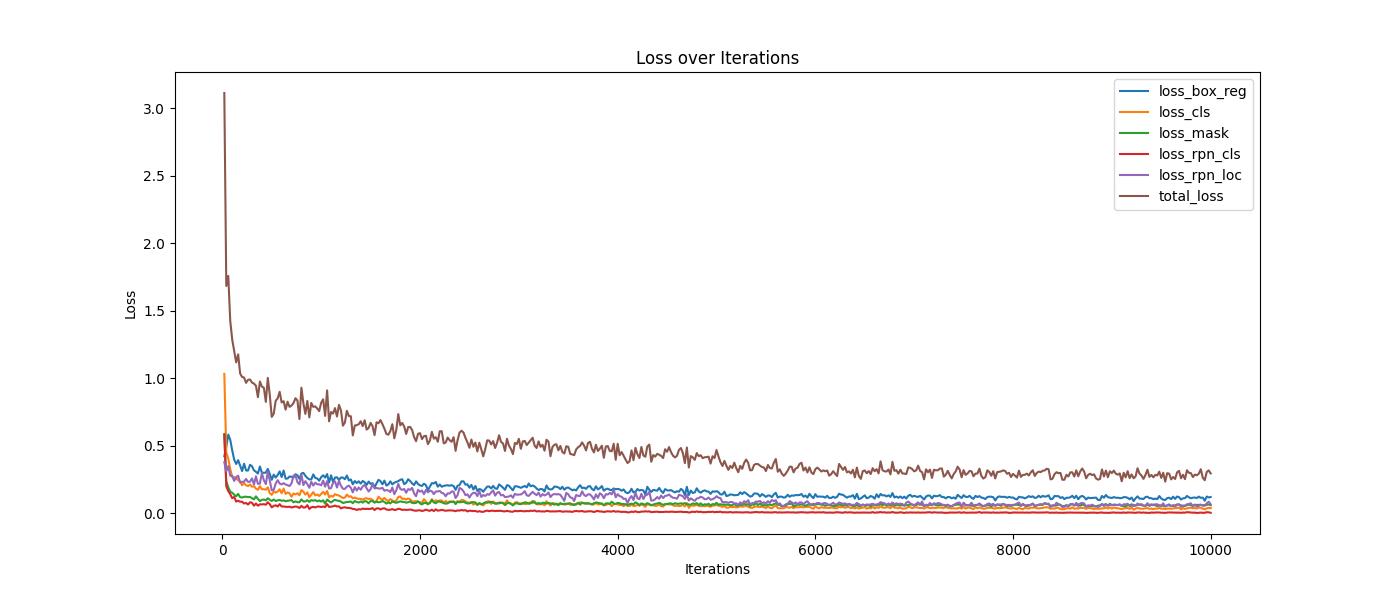 Loss over Iterations
loss_box_reg
loss_cls
loss_mask
loss_rpn_cls
loss_rpn_loc
total_loss
Loss
3.0
2.5
2.0
1.5
1.0
0.5
0.0
0 2000 4000 6000 8000 10000
Iterations